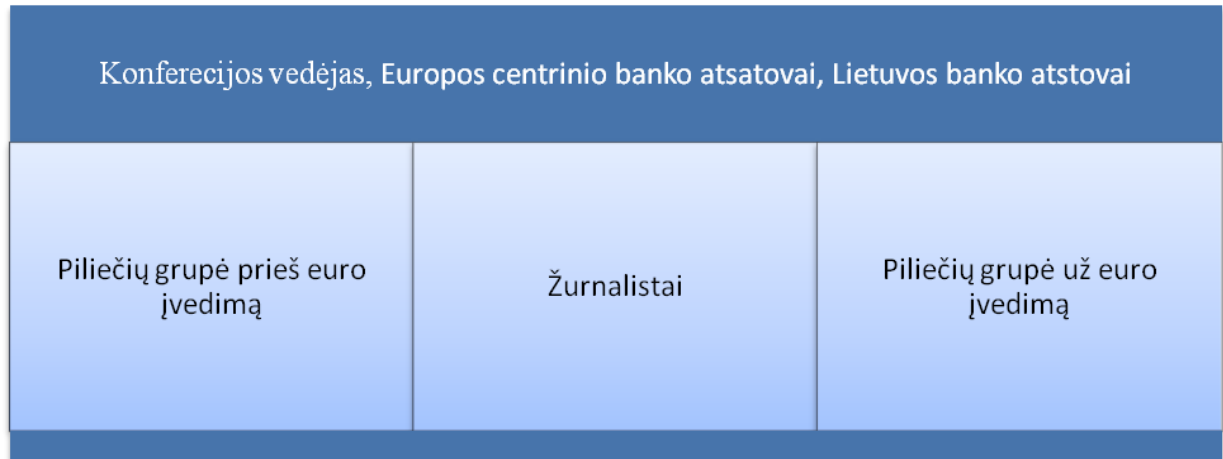 Konferecijos vedėjas, Europos centrinio banko atsatovai, Lietuvos banko atstovai
Piliečių grupė prieš euro
įvedimą
Žurnalistai
Piliečių grupė už euro
įvedimą